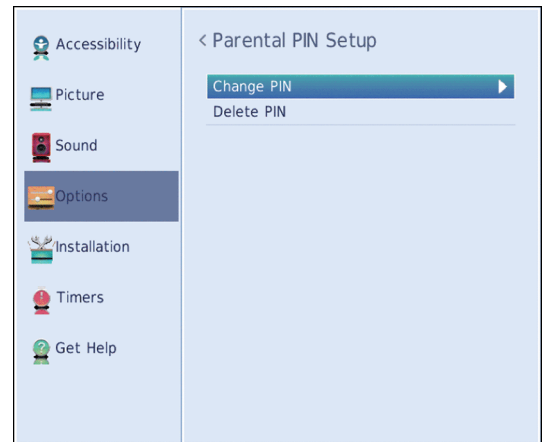 Accessibility
Picture
Sound
Options
Installation
Timers
Get Help
< Parental PIN Setup
Change PIN
Delete PIN